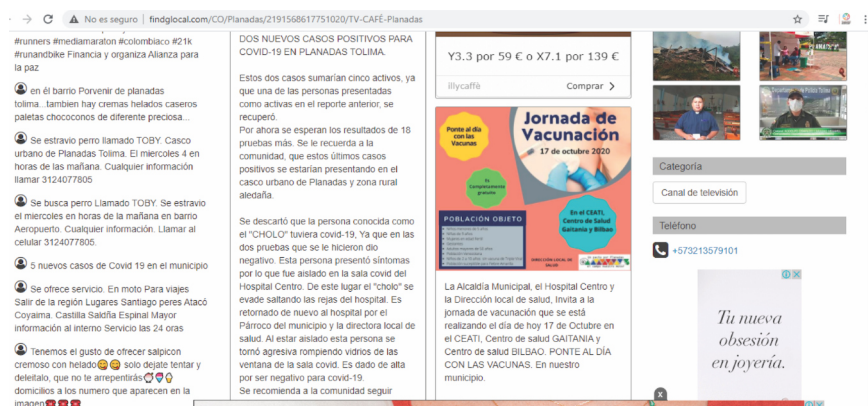 No es seguro | findglocal.com/CO/Planadas/2191568617751020/TV-CAFÉ-Planadas
#runners #mediamaraton #colombiaco #21k
#runandbike Financia y organiza Alianza para
la paz
en él barrio Porvenir de planadas
tolima...tambien hay cremas helados caseros
paletas chococonos de diferente preciosa...
Se estravio perro llamado TOBY. Casco
urbano de Planadas Tolima. El miercoles 4 en
horas de las mañana. Cualquier información
llamar 3124077805
Se busca perro Llamado TOBY. Se estravio
el miercoles en horas de la mañana en barrio
Aeropuerto. Cualquier información. Llamar al
celular 3124077805.
5 nuevos casos de Covid 19 en el municipio
Se ofrece servicio. En moto Para viajes
Salir de la región Lugares Santiago peres Atacó
Coyaima. Castilla Saldña Espinal Mayor
información al interno Servicio las 24 oras
Tenemos el gusto de ofrecer salpicon
cremoso con helado😋😋 solo dejate tentar y
deleitalo, que no te arrepentirás
domicilios a los numero que aparecen en la
imagen
DOS NUEVOS CASOS POSITIVOS PARA
COVID-19 EN PLANADAS TOLIMA.
Estos dos casos sumarían cinco activos, ya
que una de las personas presentadas
como activas en el reporte anterior, se
recuperó.
Por ahora se esperan los resultados de 18
pruebas más. Se le recuerda a la
comunidad, que estos últimos casos
positivos se estarían presentando en el
casco urbano de Planadas y zona rural
aledaña.
Se descartó que la persona conocida como
el "CHOLO" tuviera covid-19, Ya que en las
dos pruebas que se le hicieron dio
negativo. Esta persona presentó síntomas
por lo que fue aislado en la sala covid del
Hospital Centro. De este lugar el "cholo" se
evade saltando las rejas del hospital. Es
retornado de nuevo al hospital por el
Párroco del municipio y la directora local de
salud. Al estar aislado esta persona se
tornó agresiva rompiendo vidrios de las
ventana de la sala covid. Es dado de alta
por ser negativo para covid-19.
Se recomienda a la comunidad seguir
Y3.3 por 59 € o X7.1 por 139 €
illycaffè
Comprar
Jornada de
Vacunación
17 de octubre 2020
Ponte al día
con las
Vacunas
Es
Completamente
gratuito
POBLACIÓN OBJETO
En el CEATI,
Centro de Salud
Gaitania y Bilbao
DIRECCIÓN LOCAL DE
SALUD
La Alcaldía Municipal, el Hospital Centro y
la Dirección local de salud, Invita a la
jornada de vacunación que se está
realizando el día de hoy 17 de Octubre en
el CEATI, Centro de salud GAITANIA y
Centro de salud BILBAO. PONTE AL DÍA
CON LAS VACUNAS. En nuestro
municipio.
Categoría
Canal de televisión
Teléfono
+573213579101
Tu nueva
obsesión
en joyería.